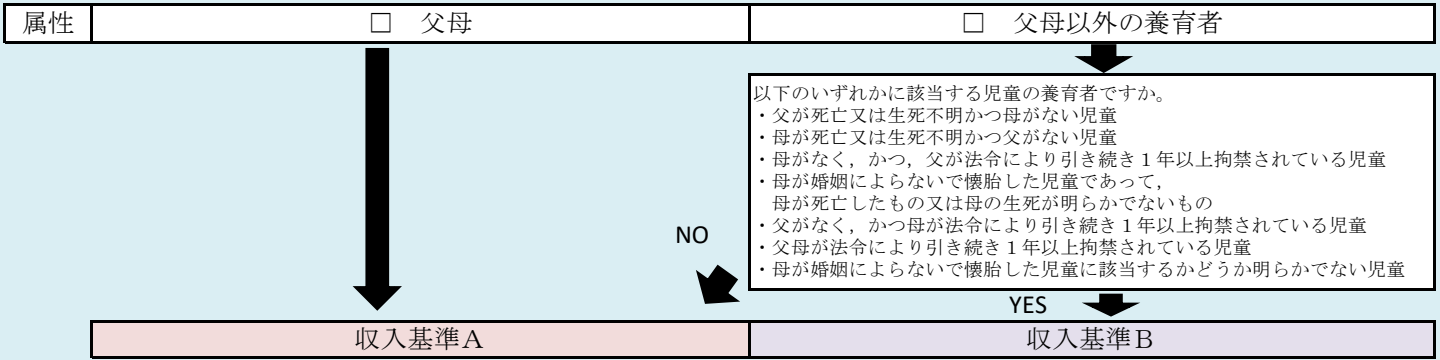 属性
□ 父母
□ 父母以外の養育者
以下のいずれかに該当する児童の養育者ですか。
・父が死亡又は生死不明かつ母がない児童
・母が死亡又は生死不明かつ父がない児童
・母がなく，かつ，父が法令により引き続き１年以上拘禁されている児童
・母が婚姻によらないで懐胎した児童であって，
母が死亡したもの又は母の生死が明らかでないもの
・父がなく，かつ母が法令により引き続き１年以上拘禁されている児童
・父母が法令により引き続き１年以上拘禁されている児童
・母が婚姻によらないで懐胎した児童に該当するかどうか明らかでない児童
NO
YES
収入基準Ａ
収入基準Ｂ